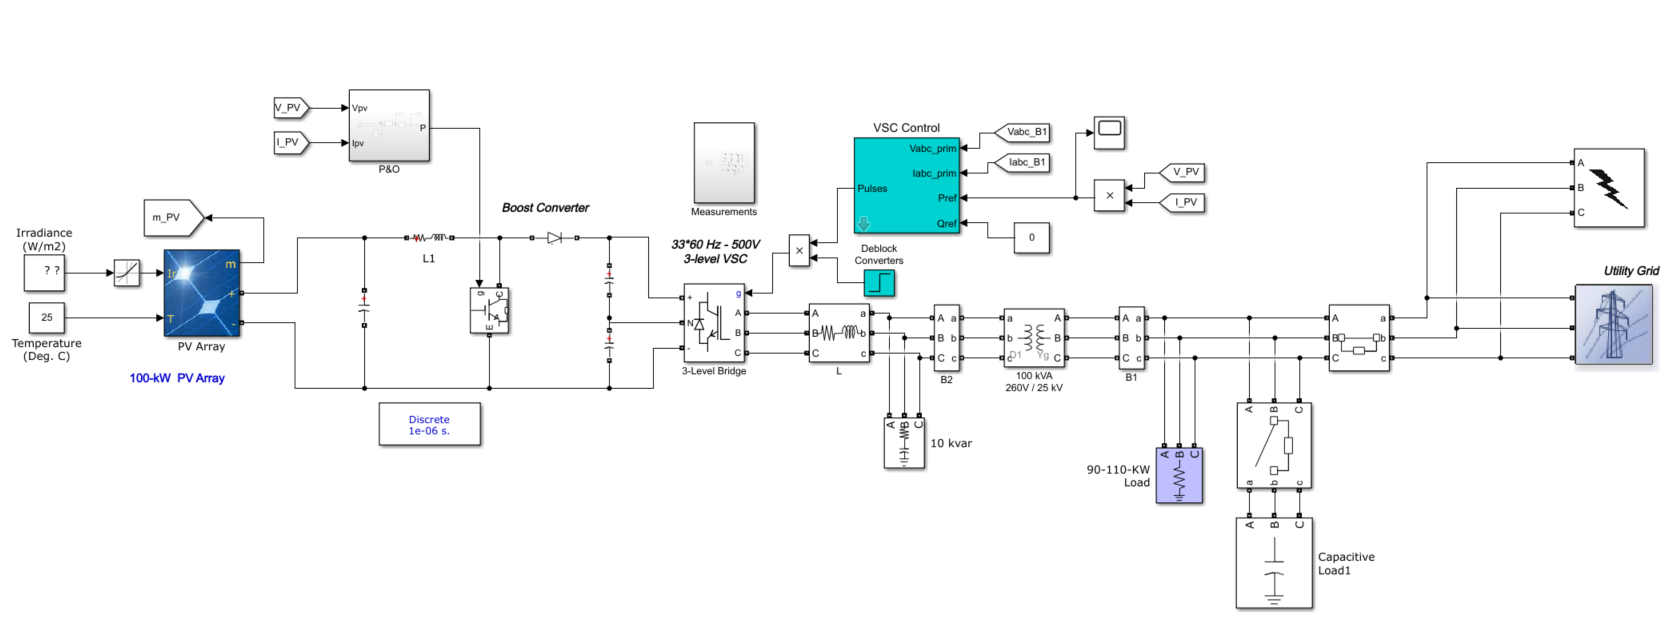 V_PV
I_PV
Vpv
Ipv
P
P&O
m_PV
Irradiance
(W/m2)
? ?
25
Temperature
(Deg. C)
Ir
T
m
+
-
PV Array
100-kW PV Array
L1
Boost Converter
g
C
E
Discrete
1e-06 s.
Measurements
33*60 Hz - 500V
3-level VSC
+
N
-
g
A
B
C
3-Level Bridge
VSC Control
Vabc_prim
Iabc_prim
Pulses
Pref
Qref
Vabc_B1
Iabc_B1
V_PV
I_PV
×
0
×
Deblock
Converters
A a
B b
C c
L
A B C
10 kvar
A a
B b
C c
B2
a A
b B
c C
D1 Yg
100 kVA
260V / 25 kV
A a
B b
C c
B1
90-110-KW
Load
A B C
A B C
a b c
A B C
Capacitive
Load1
A a
B b
C c
A
B
C
Utility Grid